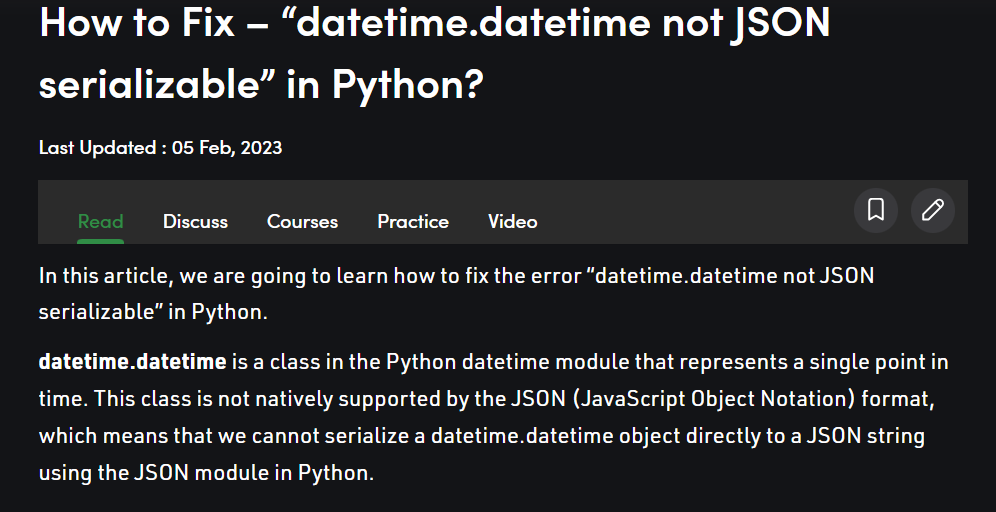 How to Fix – “datetime.datetime not JSON
serializable” in Python?
Last Updated : 05 Feb, 2023
Read Discuss Courses Practice Video
In this article, we are going to learn how to fix the error “datetime.datetime not JSON
serializable” in Python.
datetime.datetime is a class in the Python datetime module that represents a single point in
time. This class is not natively supported by the JSON (JavaScript Object Notation) format,
which means that we cannot serialize a datetime.datetime object directly to a JSON string
using the JSON module in Python.